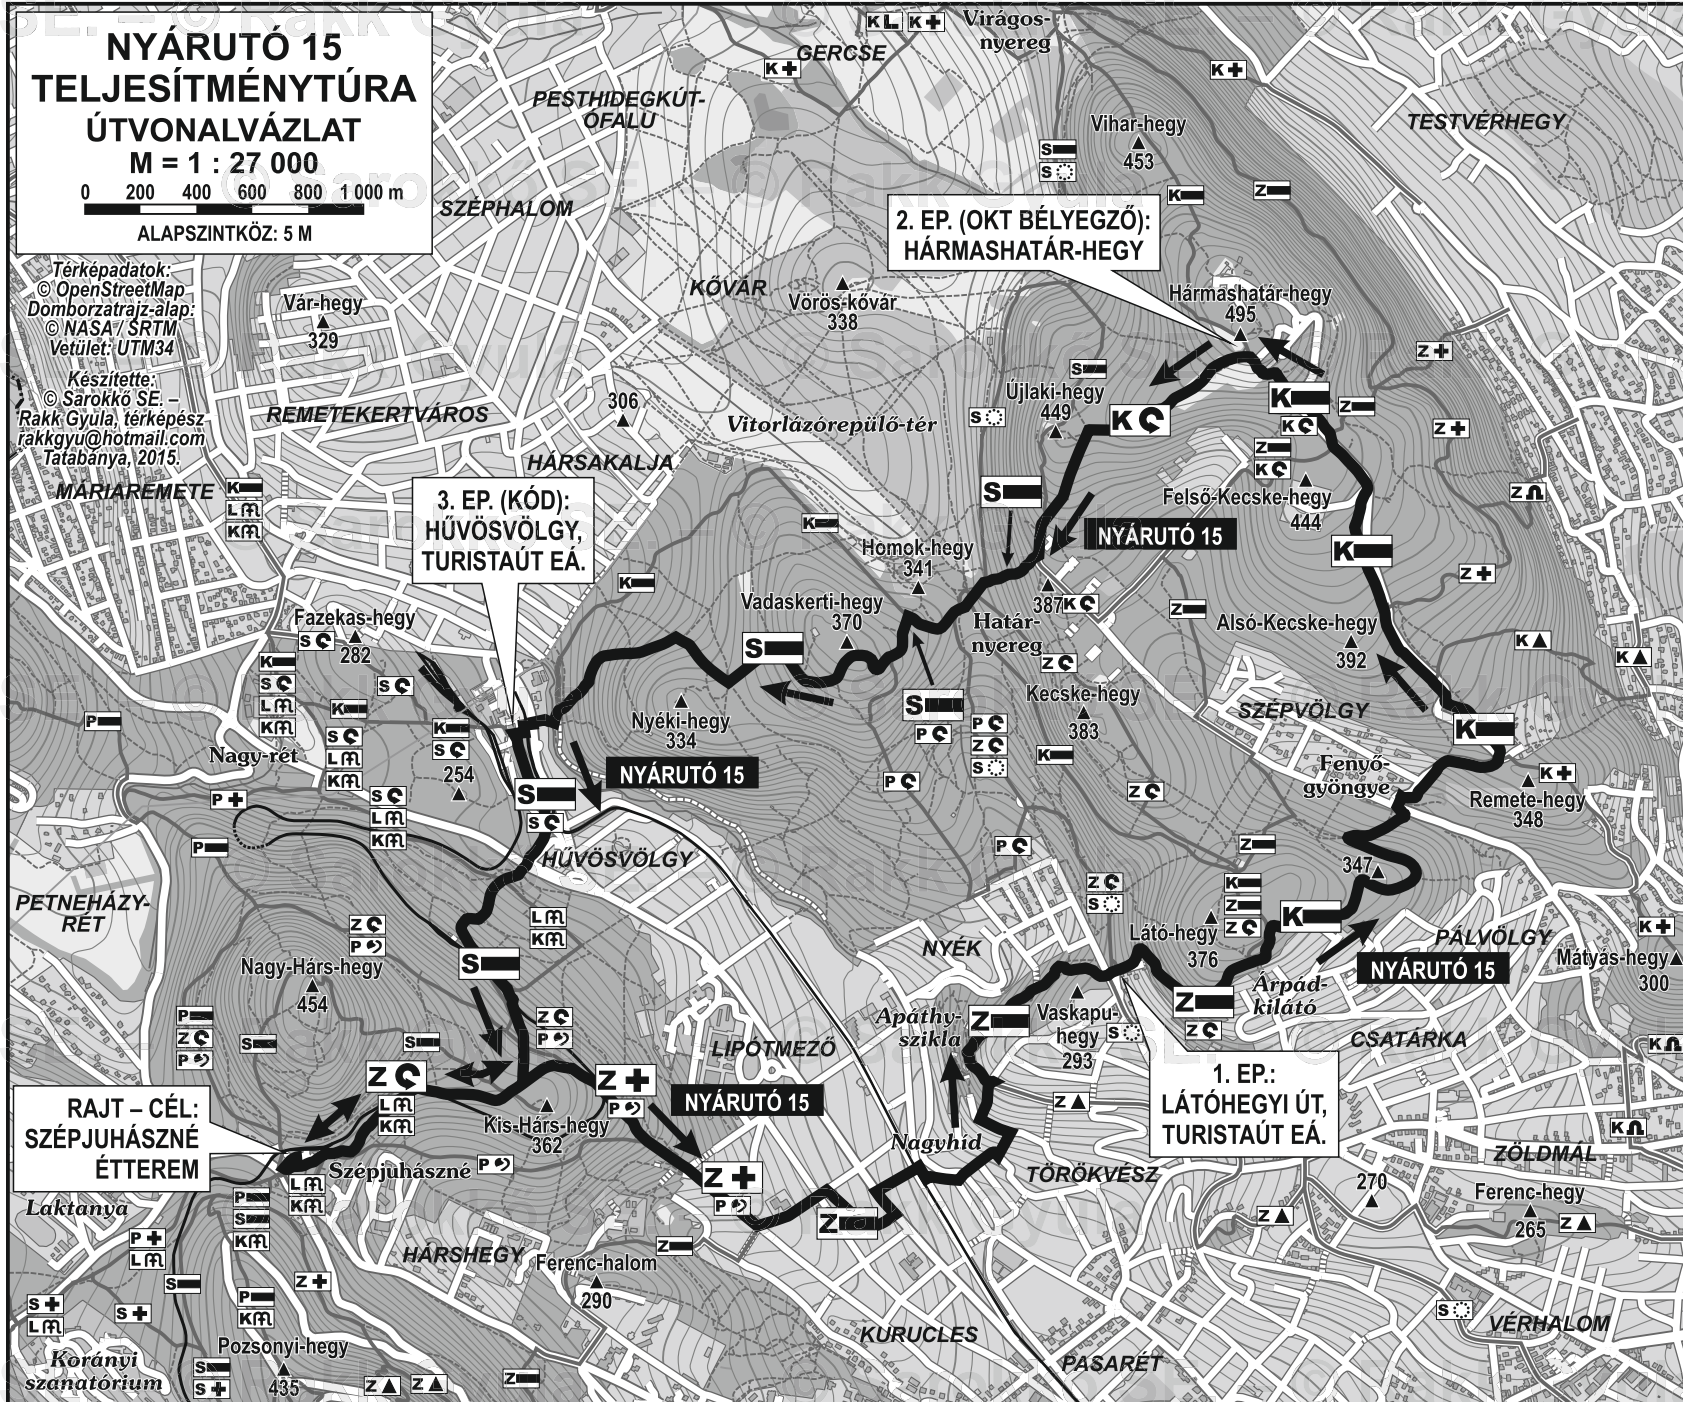 NYÁRUTÓ 15
TELJESÍTMÉNYTÚRA
ÚTVONALVÁZLAT
M = 1 : 27 000
0 200 400 600 800 1 000 m
ALAPSZINTKÖZ: 5 M
Térképadatok:
© OpenStreetMap
Domborzatrajz-alap:
© NASA / SRTM
Vetület: UTM34
Készítette:
© Sarokkő SE. –
Rakk Gyula, térképész
rakkgyu@hotmail.com
Tatabánya, 2015.
GERCSE
Virágos-
nyereg
PESTHIDEGKÚT-
ÓFALU
TESTVÉRHEGY
Vihar-hegy
453
SZÉPHALOM
2. EP. (OKT BÉLYEGZŐ):
HÁRMASHATÁR-HEGY
KŐVÁR
Vörös-kővár
338
Hármashatár-hegy
495
Vár-hegy
329
REMETEKERTVÁROS
306
Vitorlázórepülő-tér
Újlaki-hegy
449
HÁRSAKALJA
MÁRIAREMETE
3. EP. (KÓD):
HŰVÖSVÖLGY,
TURISTAÚT EÁ.
Felső-Kecske-hegy
444
NYÁRUTÓ 15
Homok-hegy
341
Vadaskerti-hegy
370
387
Határ-
nyereg
Fazekas-hegy
282
Alsó-Kecske-hegy
392
Kecske-hegy
383
Nyéki-hegy
334
SZÉPVÖLGY
Nagy-rét
254
NYÁRUTÓ 15
Fenyő-
gyöngye
Remete-hegy
348
HŰVÖSVÖLGY
347
PETNEHÁZY-
RÉT
NYÉK
Látó-hegy
376
PÁLVÖLGY
NYÁRUTÓ 15
Mátyás-hegy
300
Nagy-Hárs-hegy
454
Árpád-
kilátó
Apáthy-
szikla
Vaskapu-
hegy
293
CSATÁRKA
LIPÓTMEZŐ
1. EP.:
LÁTÓHEGYI ÚT,
TURISTAÚT EÁ.
RAJT – CÉL:
SZÉPJUHÁSZNÉ
ÉTTEREM
NYÁRUTÓ 15
Kis-Hárs-hegy
362
Nagyhíd
Szépjuhászné
TÖRÖKVÉSZ
ZÖLDMÁL
270
Ferenc-hegy
265
Laktanya
HÁRSHEGY
Ferenc-halom
290
KURUCLES
PASARÉT
VÉRHALOM
Pozsonyi-hegy
435
Korányi
szanatórium